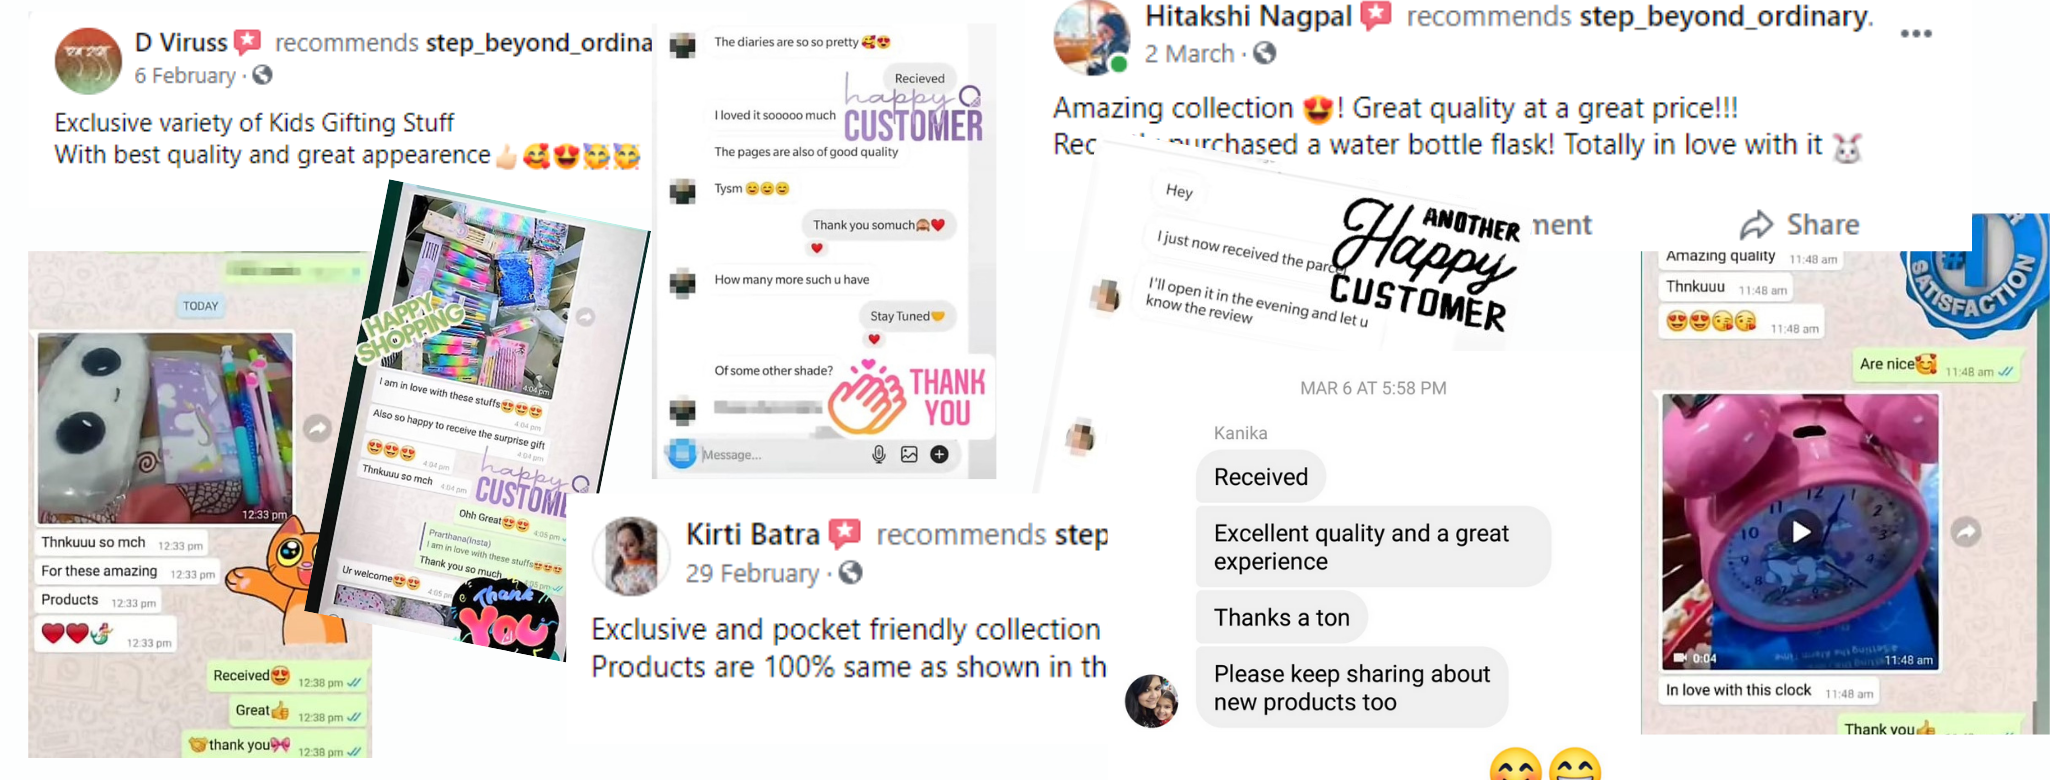 D Viruss recommends step_beyond_ordina
6 February
Exclusive variety of Kids Gifting Stuff
With best quality and great appearence👍🏻🥰😍🥳🥳
TODAY
12:33 pm
Thnkuuu so mch 12:33 pm
For these amazing 12:33 pm
Products 12:33 pm
❤️❤️🧜‍♀️ 12:33 pm
Received😍 12:38 pm
Great👍 12:38 pm
🤝thank you🎀 12:38 pm
HAPPY
SHOPPING
4:04 pm
I am in love with these stuffs😍😍😍
4:04 pm
Also so happy to receive the surprise gift
4:04 pm
😍😍😍 4:04 pm
Thnkuuu so mch 4:04 pm
happy
CUSTOME
Ohh Great😍😍 4:05 pm
Prarthana(Insta)
I am in love with these stuffs😍😍😍
Thank you so much 4:05 pm
Ur welcome😍😍 4:05 pm
Thank
YOU
The diaries are so so pretty 🥰😍
Recieved
happy
CUSTOMER
I loved it sooooo much
The pages are also of good quality
Tysm 😊😊😊
Thank you somuch🙈❤️
❤️
How many more such u have
Stay Tuned🤝
❤️
Of some other shade?
THANK
YOU
Message...
Kirti Batra recommends step
29 February
Exclusive and pocket friendly collection
Products are 100% same as shown in th
Hitakshi Nagpal recommends step_beyond_ordinary.
2 March
Amazing collection 😍! Great quality at a great price!!!
purchased a water bottle flask! Totally in love with it 🐰
ment
Share
Hey
I just now received the parcel
I'll open it in the evening and let u
know the review
ANOTHER
Happy
CUSTOMER
MAR 6 AT 5:58 PM
Kanika
Received
Excellent quality and a great
experience
Thanks a ton
Please keep sharing about
new products too
😊😁
Amazing quality 11:48 am
Thnkuuu 11:48 am
😍😍😘😘 11:48 am
#1
SATISFACTION
Are nice🥰 11:48 am
12 1
10
9
8
0:04 11:48 am
In love with this clock 11:48 am
Thank you👍